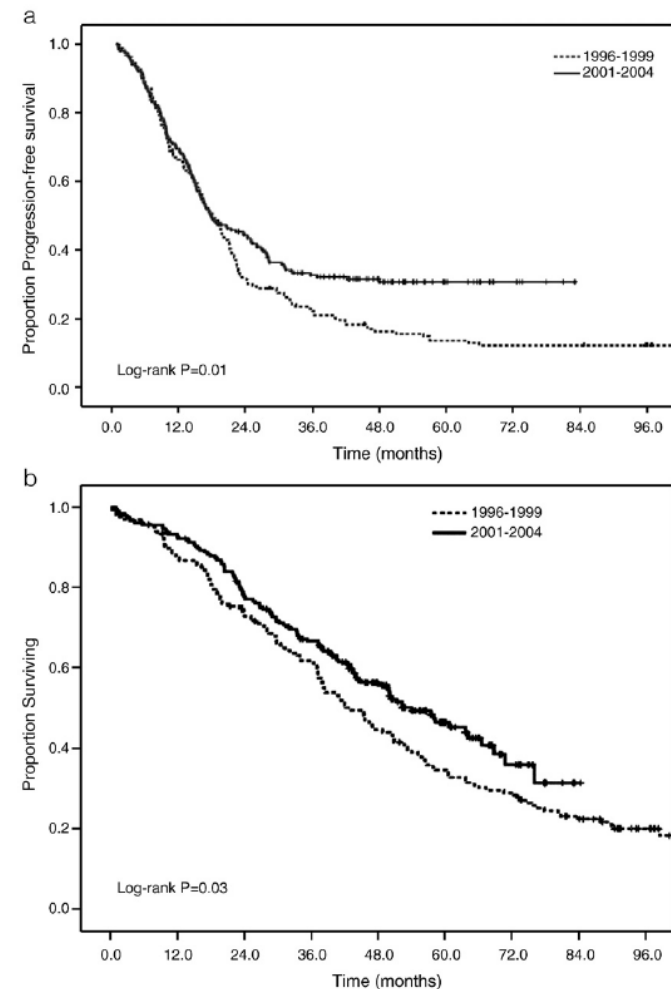 a
1.0
0.8
0.6
0.4
0.2
0.0
Proportion Progression-free survival
1996-1999
2001-2004
Log-rank P=0.01
0.0 12.0 24.0 36.0 48.0 60.0 72.0 84.0 96.0
Time (months)
b
1.0
0.8
0.6
0.4
0.2
0.0
Proportion Surviving
1996-1999
2001-2004
Log-rank P=0.03
0.0 12.0 24.0 36.0 48.0 60.0 72.0 84.0 96.0
Time (months)